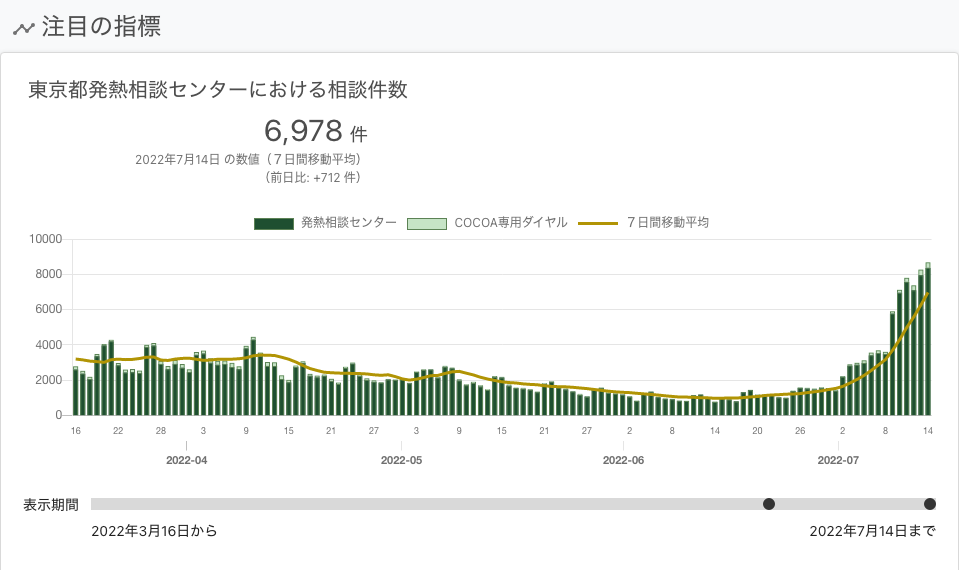 注目の指標
東京都発熱相談センターにおける相談件数
6,978 件
2022年7月14日 の数値（７日間移動平均）
（前日比: +712 件）
発熱相談センター COCOA専用ダイヤル ７日間移動平均
10000
8000
6000
4000
2000
0
16 22 28 3 9 15 21 27 3 9 15 21 27 2 8 14 20 26 2 8 14
2022-04 2022-05 2022-06 2022-07
表示期間
2022年3月16日から 2022年7月14日まで